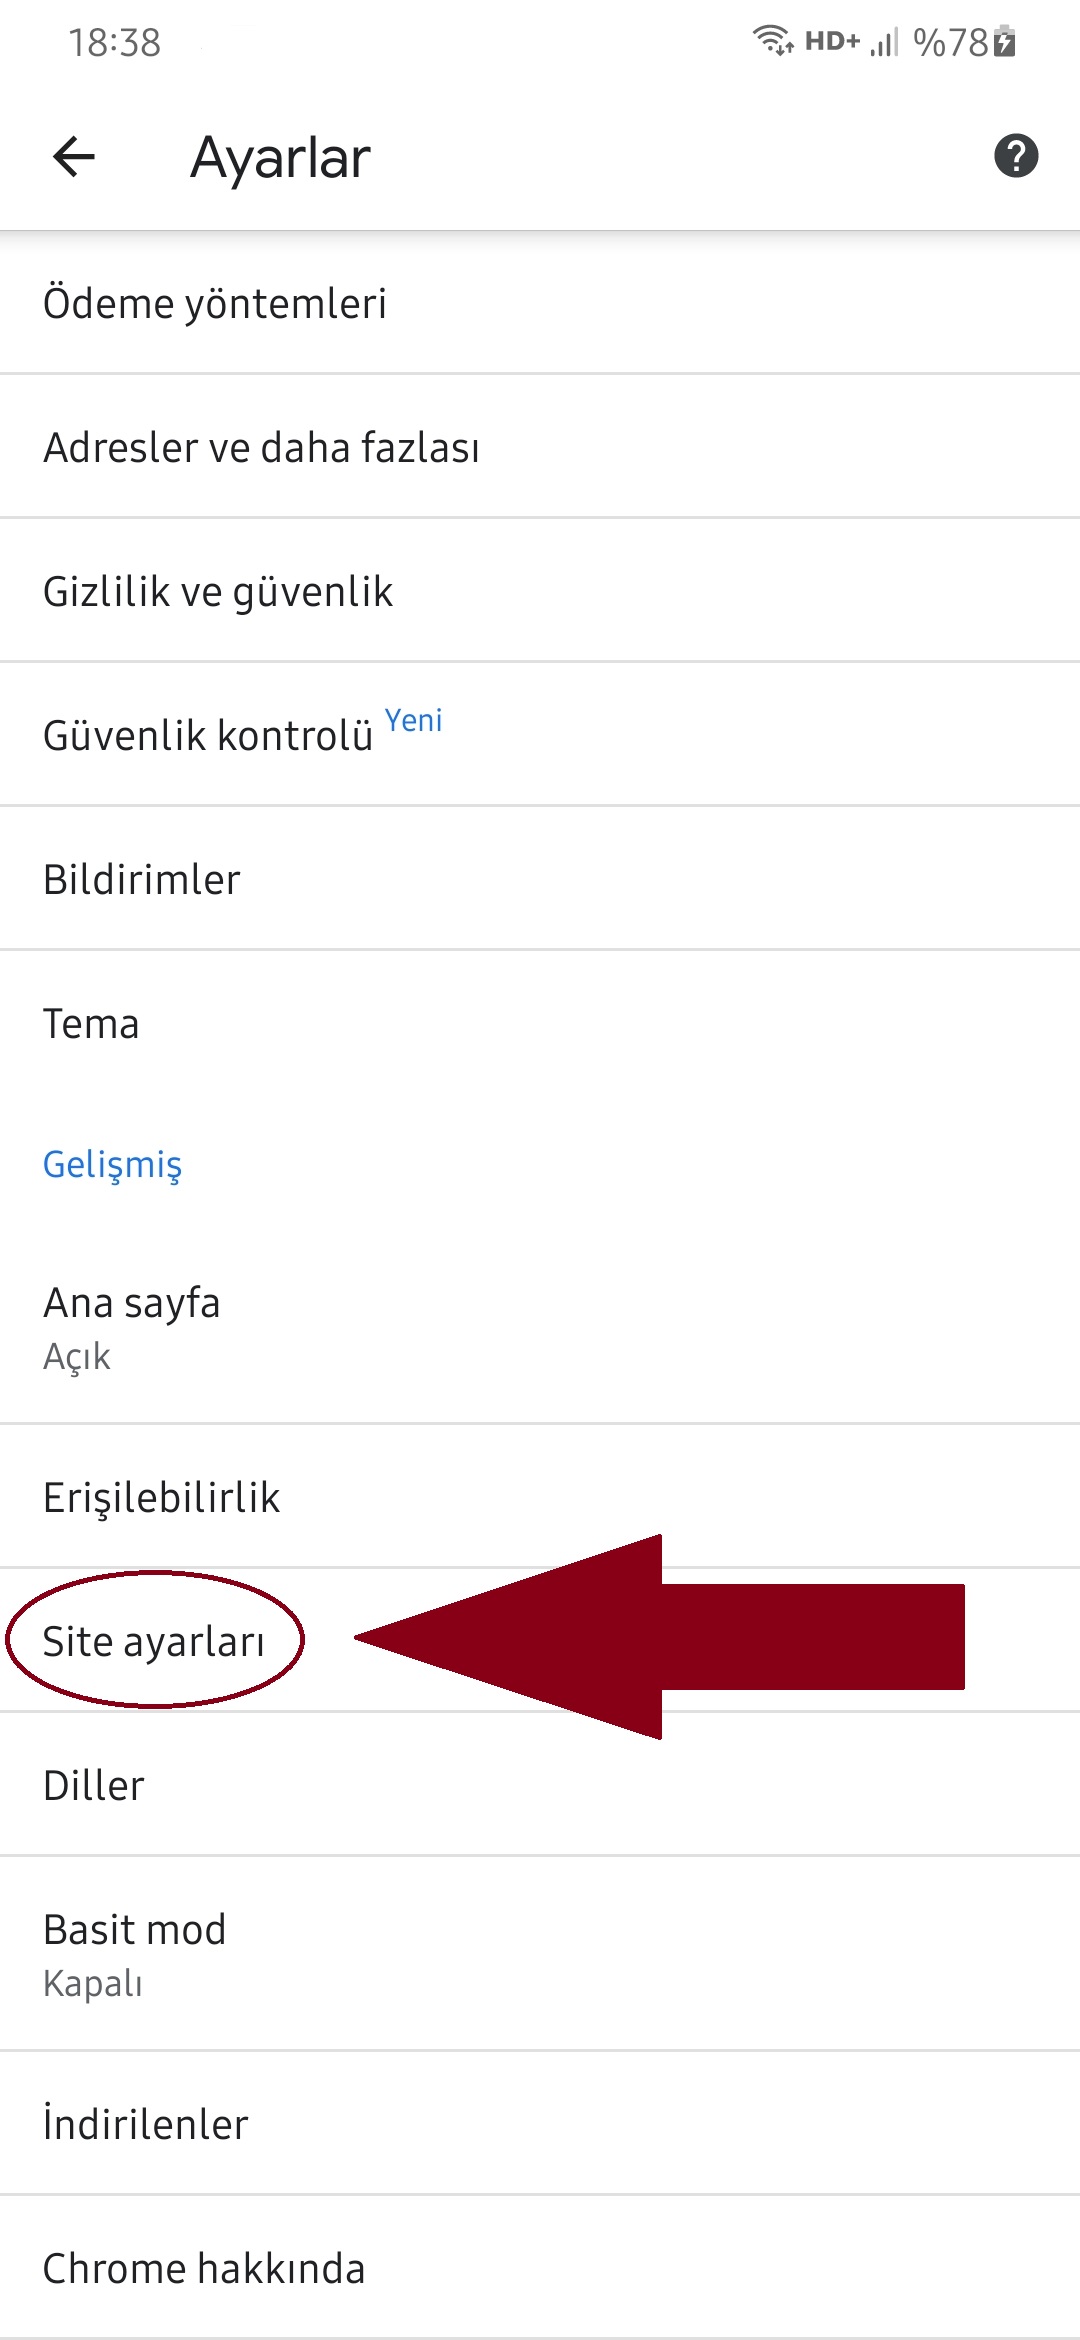 18:38 HD+ %78
Ayarlar
Ödeme yöntemleri
Adresler ve daha fazlası
Gizlilik ve güvenlik
Güvenlik kontrolü Yeni
Bildirimler
Tema
Gelişmiş
Ana sayfa
Açık
Erişilebilirlik
Site ayarları
Diller
Basit mod
Kapalı
İndirilenler
Chrome hakkında